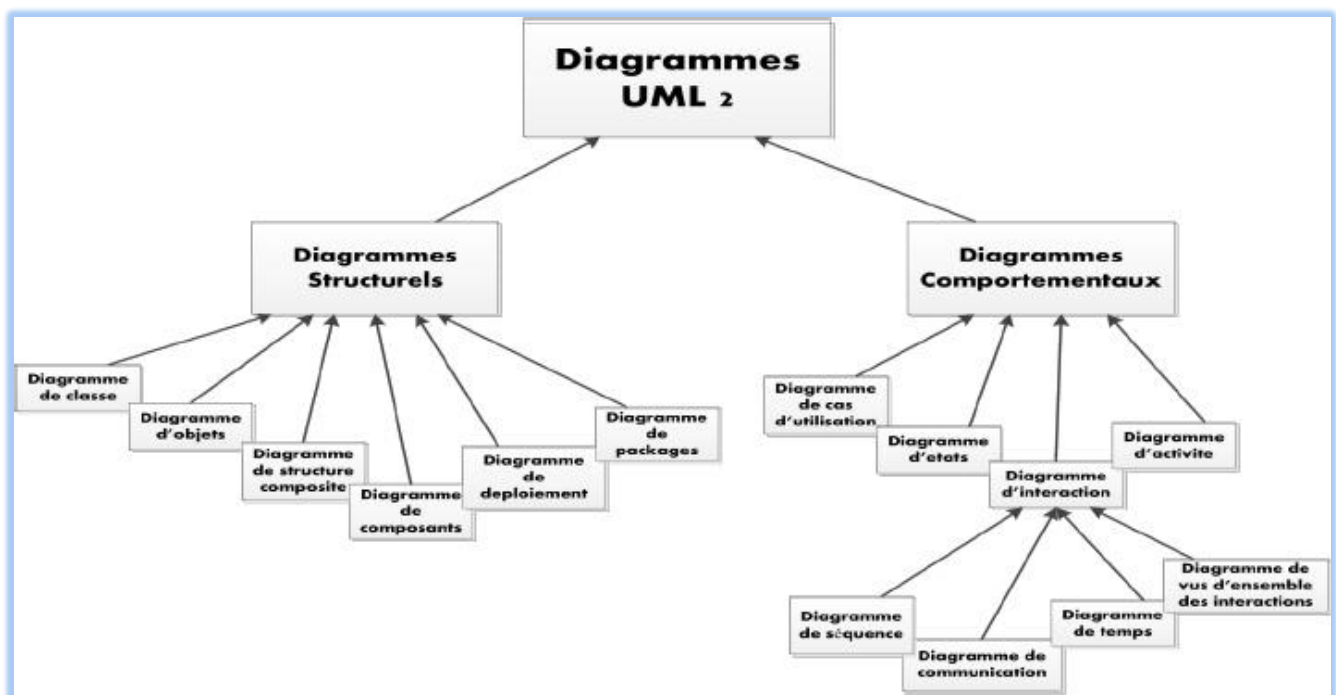 Diagrammes
UML 2
Diagrammes
Structurels
Diagrammes
Comportementaux
Diagramme
de classe
Diagramme
d'objets
Diagramme
de structure
composite
Diagramme
de
composants
Diagramme
de
deploiement
Diagramme
de
packages
Diagramme
de cas
d'utilisation
Diagramme
d'etats
Diagramme
d'interaction
Diagramme
d'activite
Diagramme
de séquence
Diagramme de
communication
Diagramme
de temps
Diagramme de
vus d'ensemble
des interactions